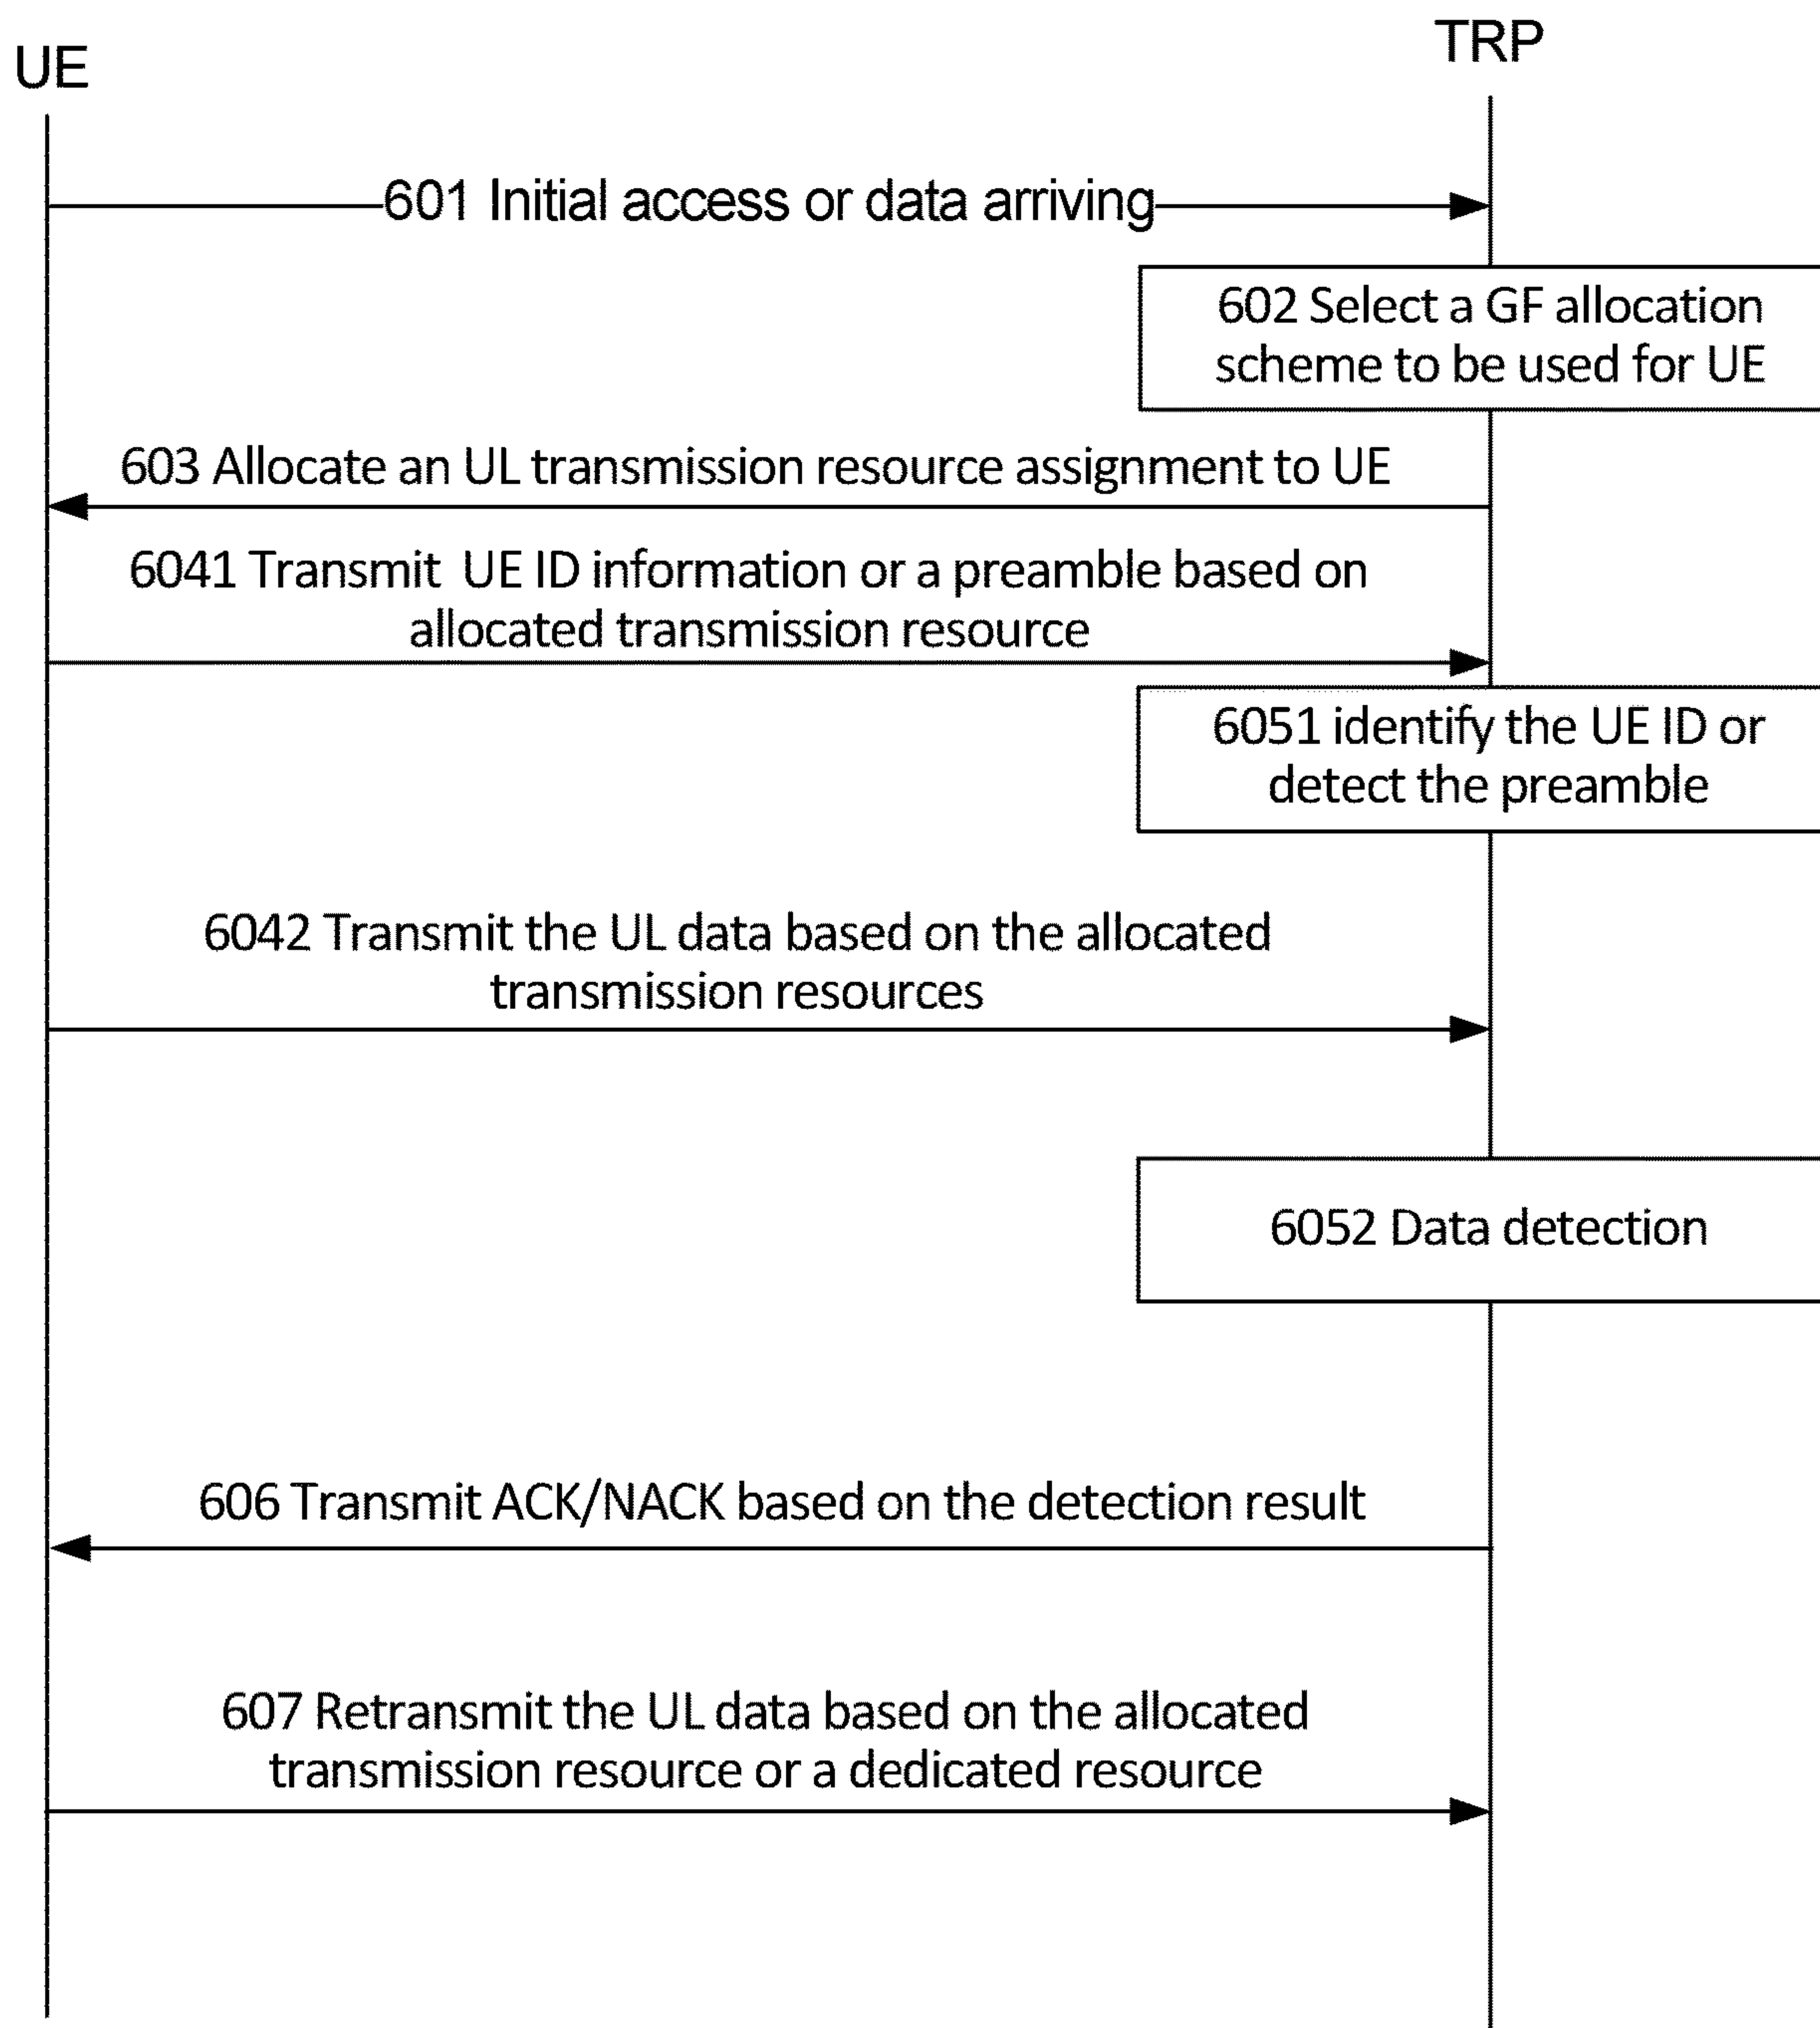 UE
TRP
601 Initial access or data arriving
602 Select a GF allocation
scheme to be used for UE
603 Allocate an UL transmission resource assignment to UE
6041 Transmit UE ID information or a preamble based on
allocated transmission resource
6051 identify the UE ID or
detect the preamble
6042 Transmit the UL data based on the allocated
transmission resources
6052 Data detection
606 Transmit ACK/NACK based on the detection result
607 Retransmit the UL data based on the allocated
transmission resource or a dedicated resource